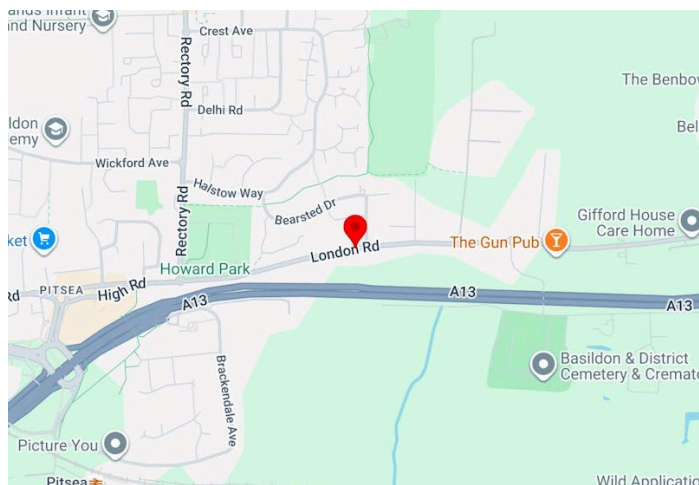 ands Infant
and Nursery
Crest Ave
Rectory Rd
The Benbow
Delhi Rd
ldon
emy
Bel
Wickford Ave
Halstow Way
Bearsted Dr
Rectory Rd
Gifford House
Care Home
ket
London Rd
The Gun Pub
Howard Park
PITSEA
High Rd
Rd
A13
A13
A13
Basildon & District
Cemetery & Cremato
Brackendale Ave
Picture You
Pitsea
Wild Applicatio